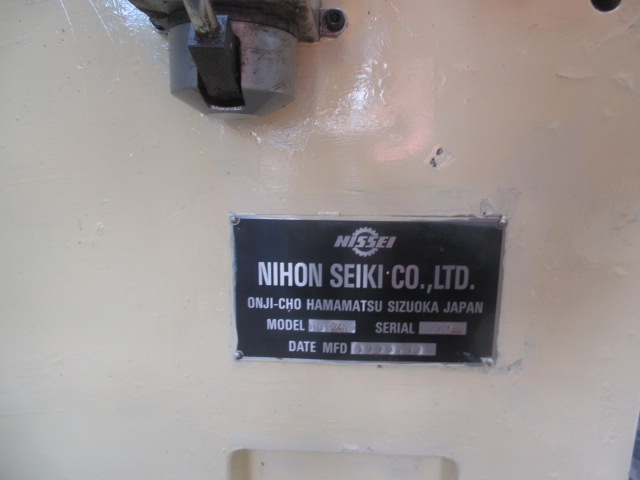 NISSEI
NIHON SEIKI CO.,LTD.
ONJI-CHO HAMAMATSU SIZUOKA JAPAN
MODEL SERIAL
DATE MFD